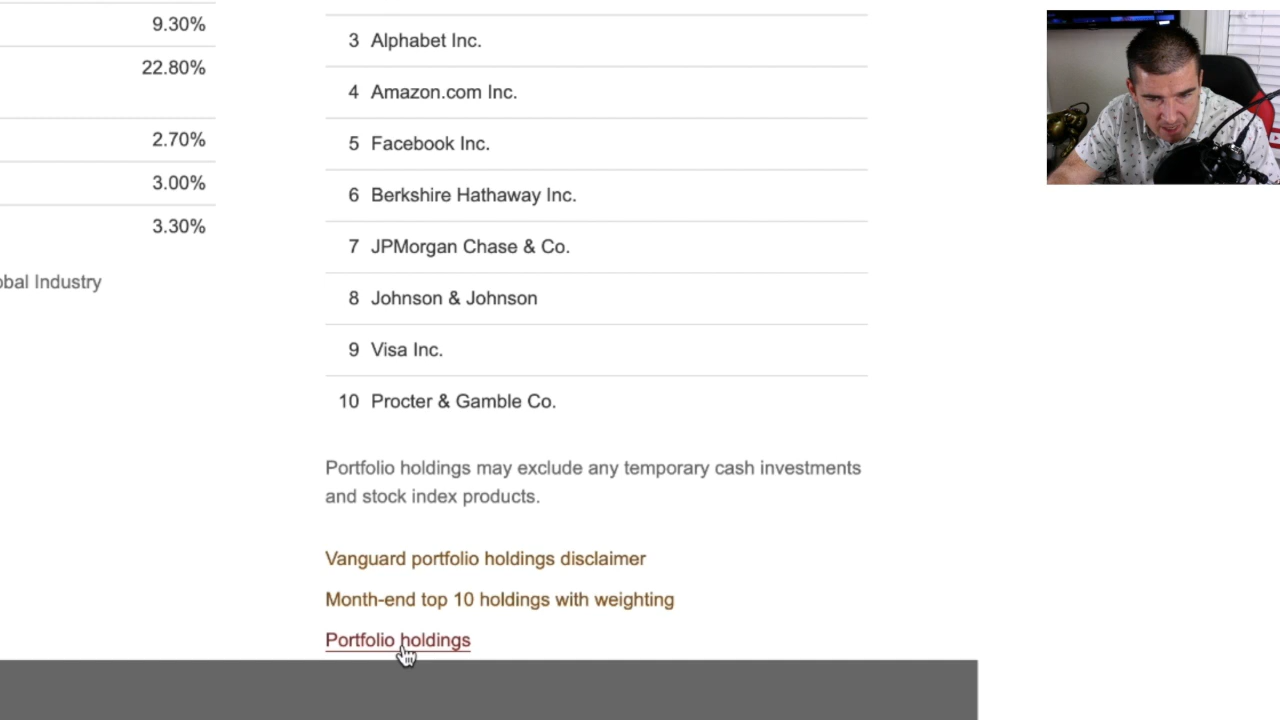 9.30%
22.80%
2.70%
3.00%
3.30%
obal Industry
3 Alphabet Inc.
4 Amazon.com Inc.
5 Facebook Inc.
6 Berkshire Hathaway Inc.
7 JPMorgan Chase & Co.
8 Johnson & Johnson
9 Visa Inc.
10 Procter & Gamble Co.
Portfolio holdings may exclude any temporary cash investments
and stock index products.
Vanguard portfolio holdings disclaimer
Month-end top 10 holdings with weighting
Portfolio holdings